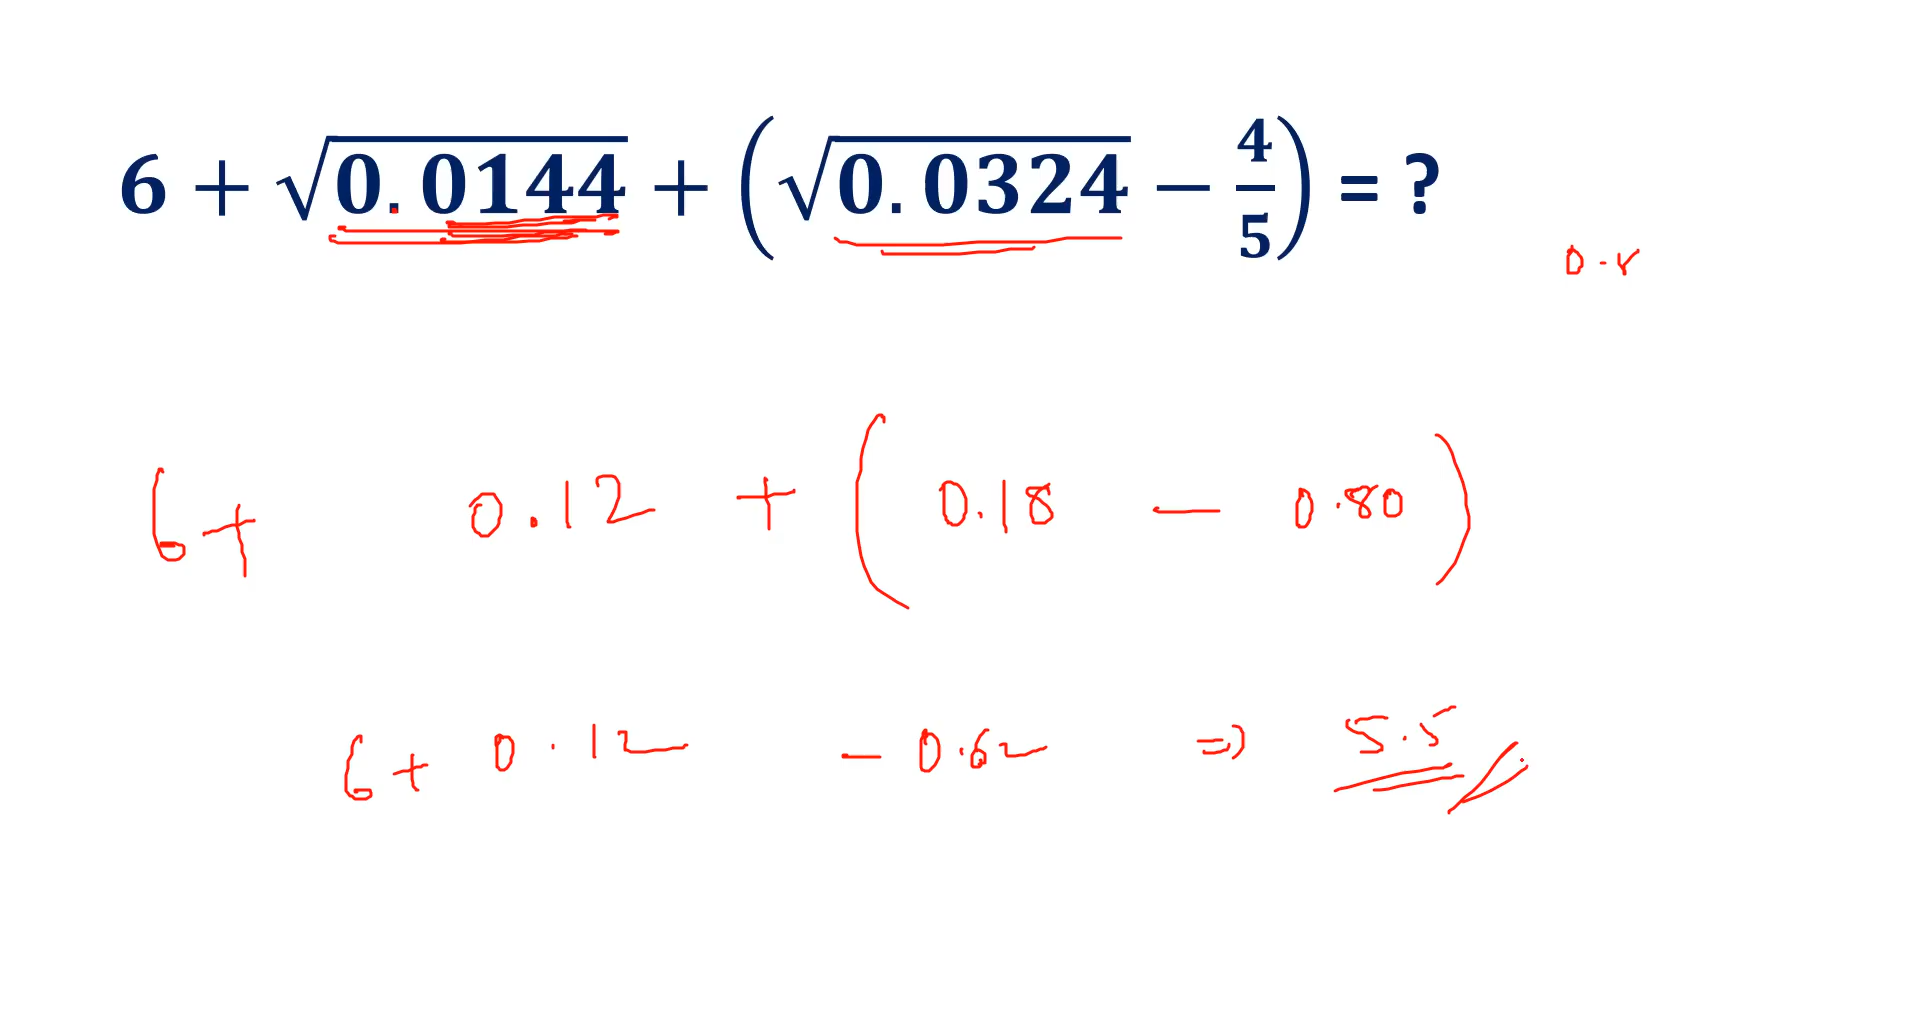 6 + √0.0144 + (√0.0324 − 4/5) = ?
0.8
6+ 0.12 + (0.18 − 0.80)
6+ 0.12 − 0.62 ⇒ 5.5